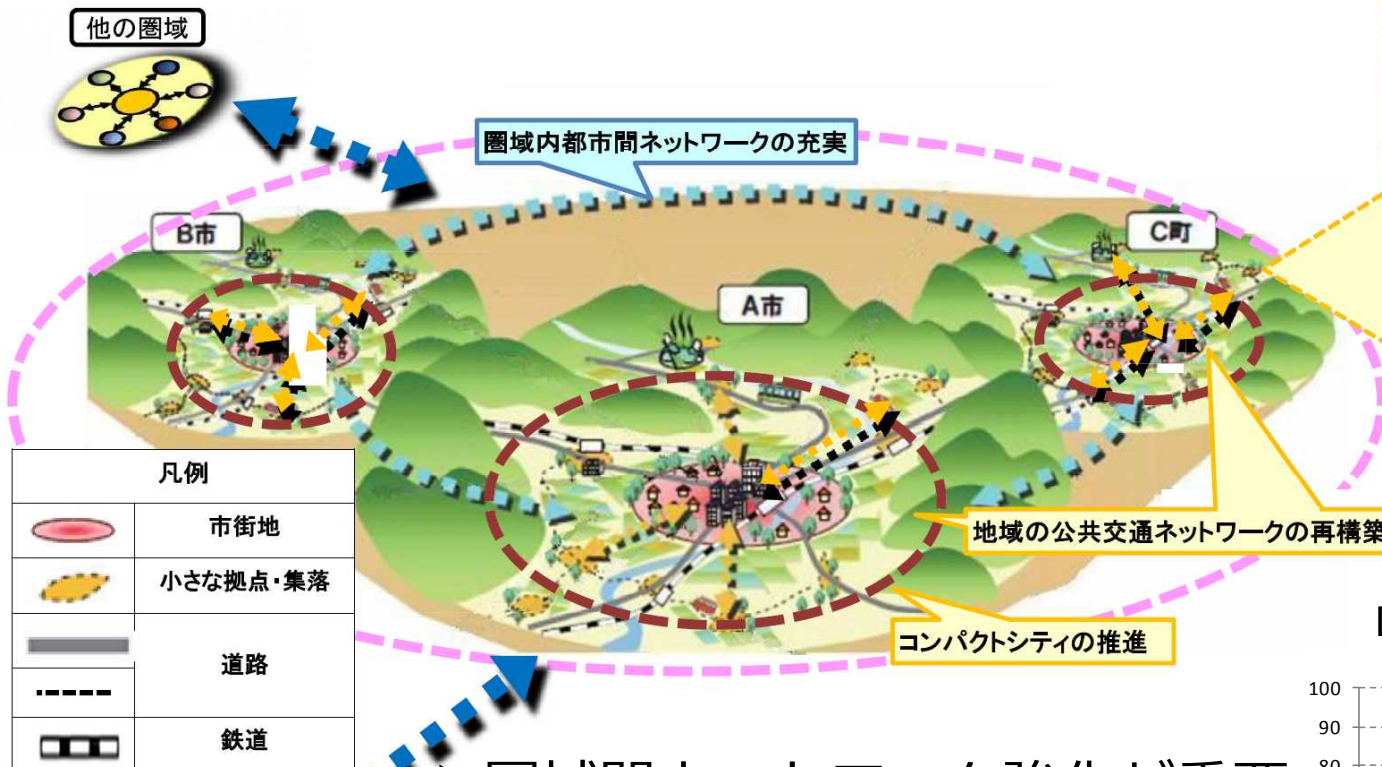 他の圏域
圏域内都市間ネットワークの充実
B市
C町
A市
凡例
市街地
小さな拠点・集落
道路
鉄道
地域の公共交通ネットワークの再構築
コンパクトシティの推進
100
90
80